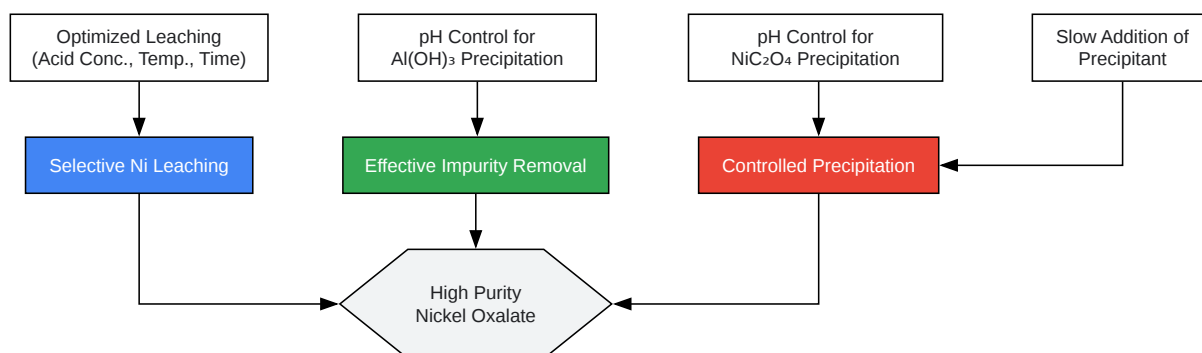 Optimized Leaching
(Acid Conc., Temp., Time)
pH Control for
Al(OH)₃ Precipitation
pH Control for
NiC₂O₄ Precipitation
Slow Addition of
Precipitant
Selective Ni Leaching
Effective Impurity Removal
Controlled Precipitation
High Purity
Nickel Oxalate